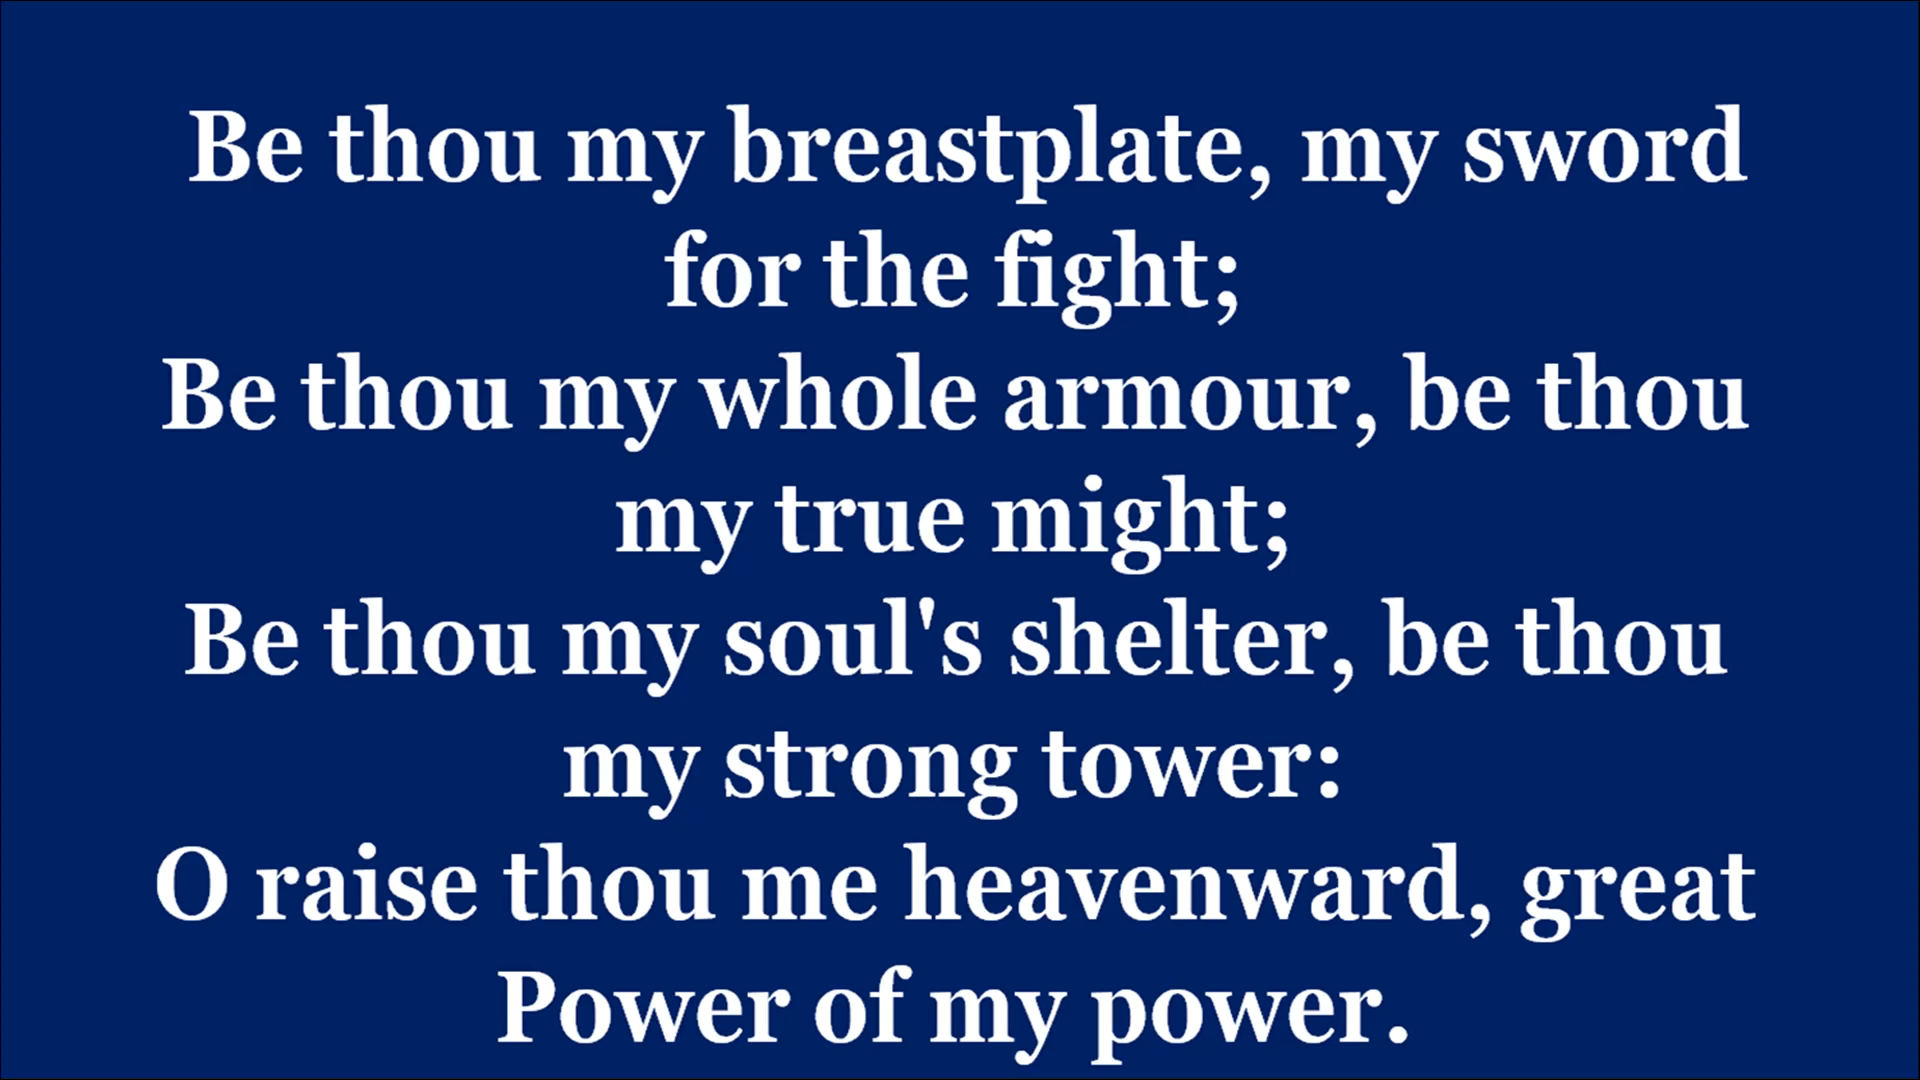 Be thou my breastplate, my sword
for the fight;
Be thou my whole armour, be thou
my true might;
Be thou my soul's shelter, be thou
my strong tower:
O raise thou me heavenward, great
Power of my power.